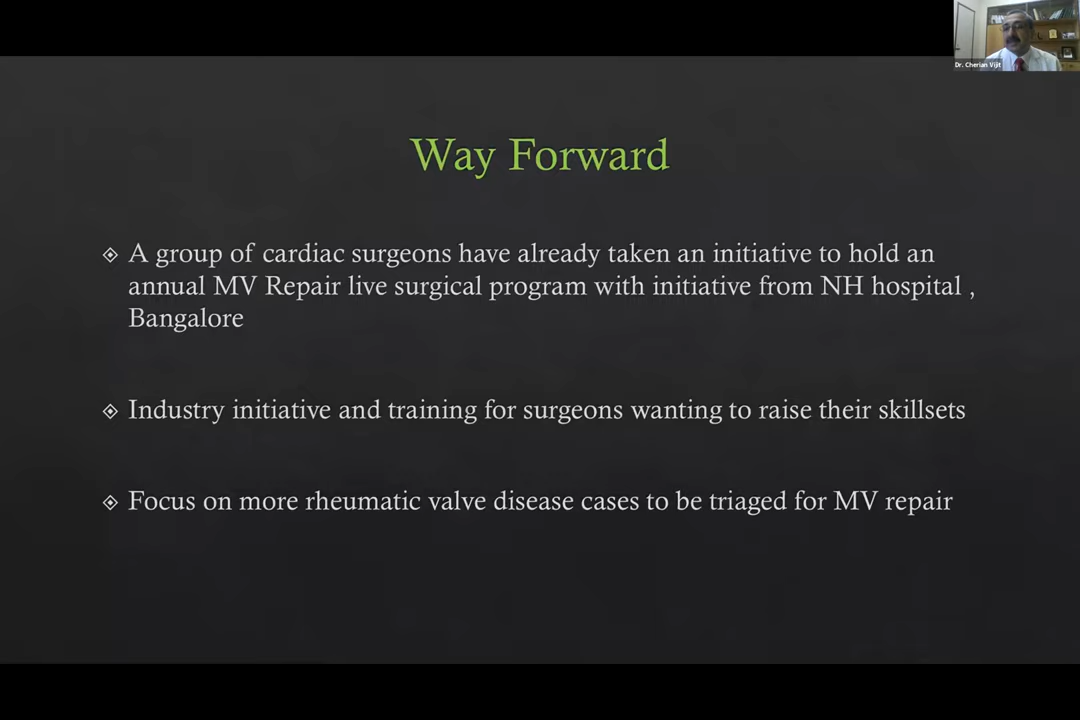 Dr. Cherian Vijit
Way Forward
A group of cardiac surgeons have already taken an initiative to hold an
annual MV Repair live surgical program with initiative from NH hospital ,
Bangalore
Industry initiative and training for surgeons wanting to raise their skillsets
Focus on more rheumatic valve disease cases to be triaged for MV repair